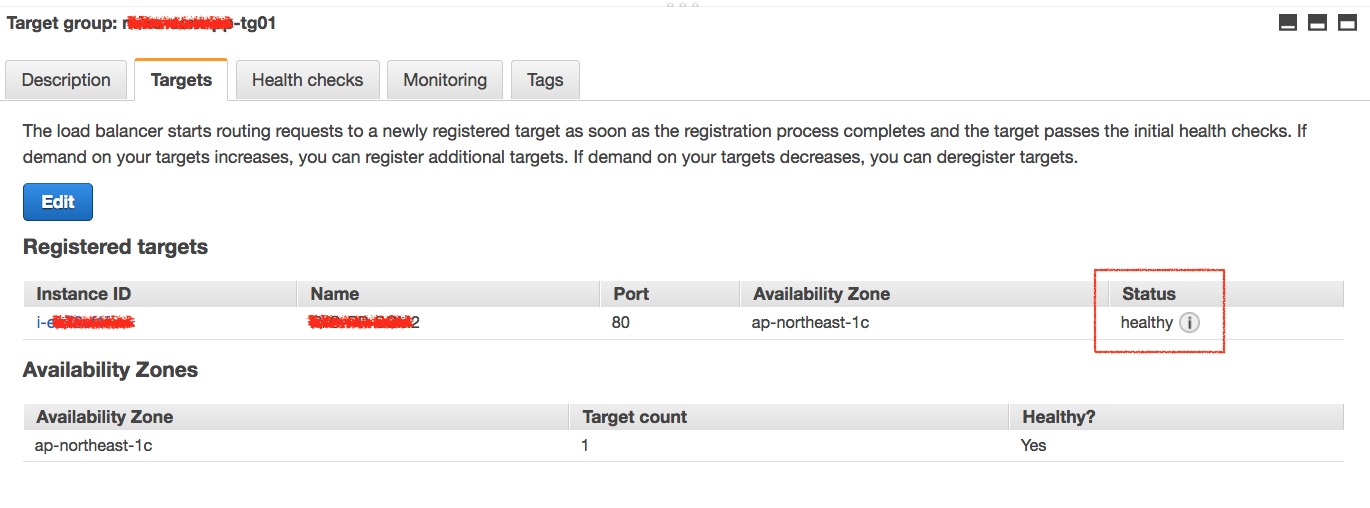 Target group: -tg01
Description Targets Health checks Monitoring Tags
The load balancer starts routing requests to a newly registered target as soon as the registration process completes and the target passes the initial health checks. If
demand on your targets increases, you can register additional targets. If demand on your targets decreases, you can deregister targets.
Edit
Registered targets
Instance ID Name Port Availability Zone Status
80 ap-northeast-1c healthy i
Availability Zones
Availability Zone Target count Healthy?
ap-northeast-1c 1 Yes